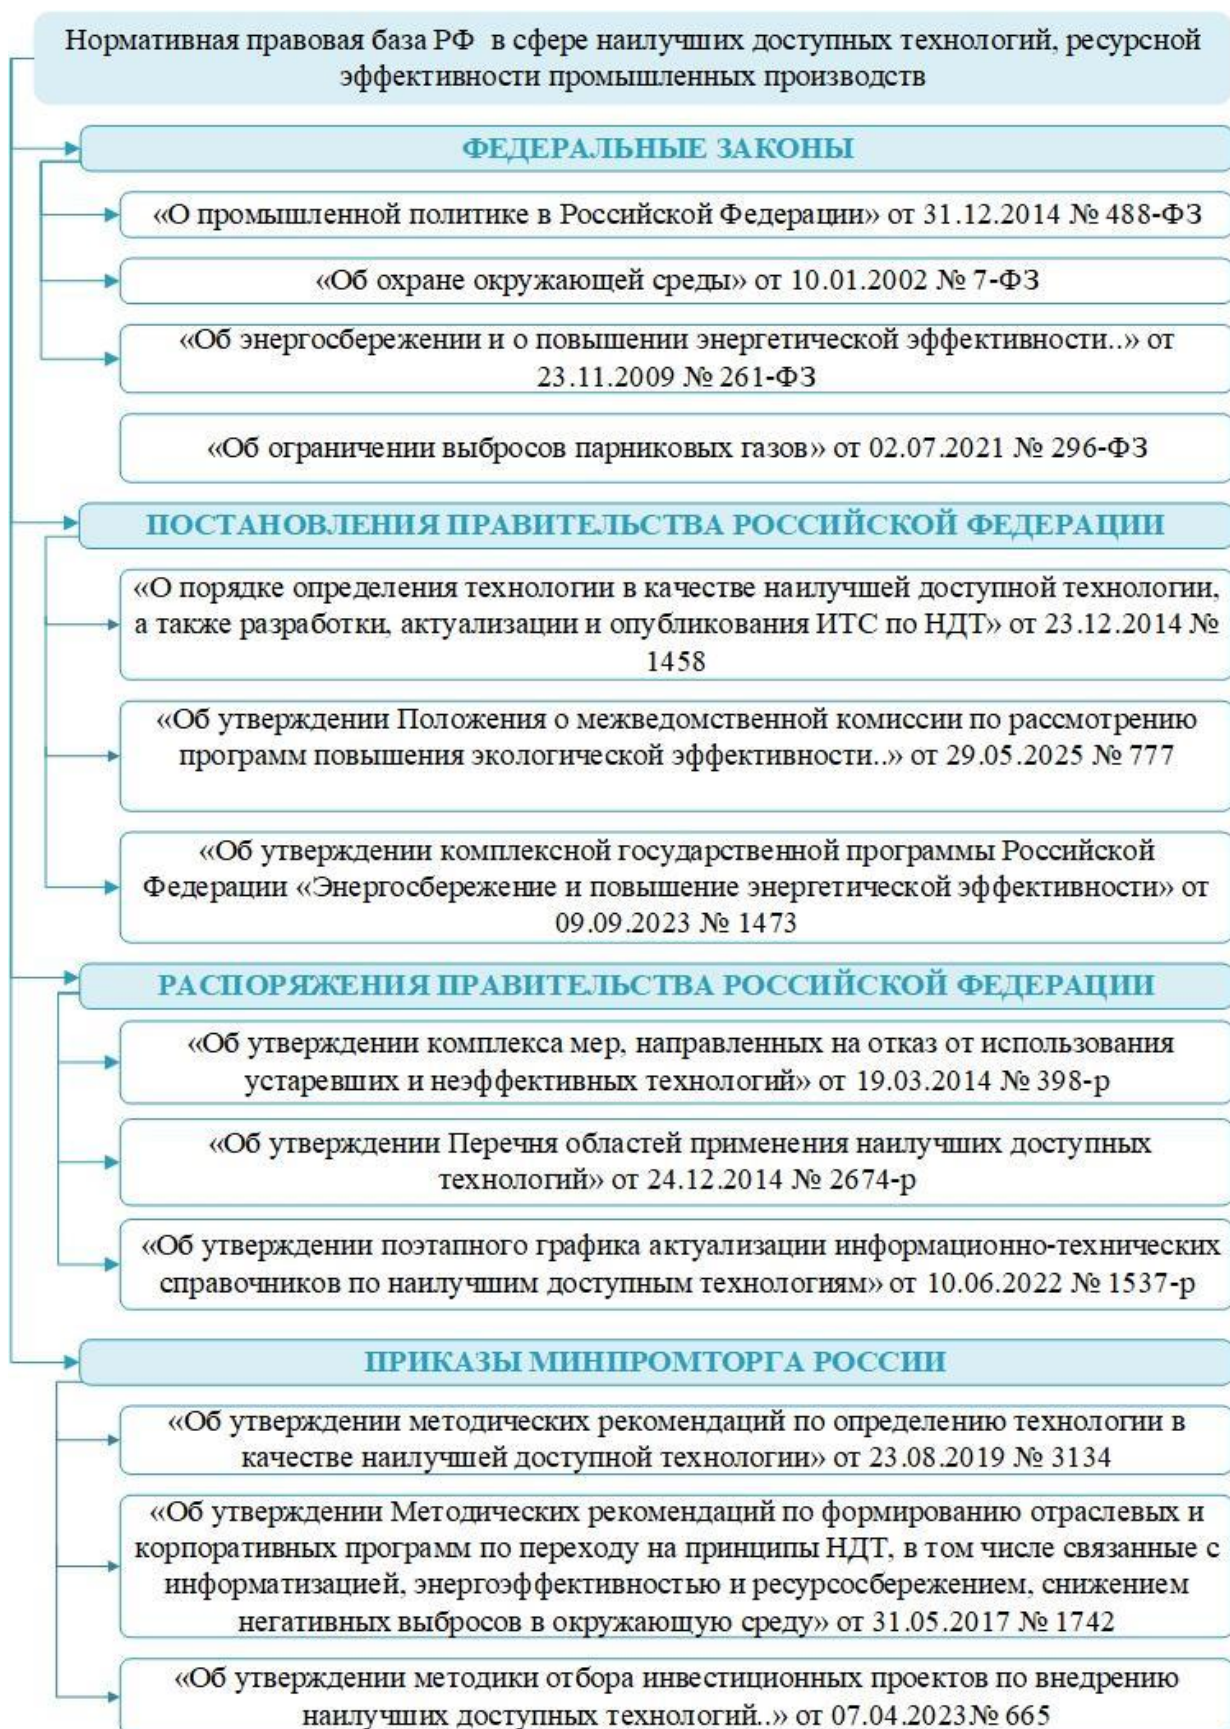 Нормативная правовая база РФ в сфере наилучших доступных технологий, ресурсной
эффективности промышленных производств
ФЕДЕРАЛЬНЫЕ ЗАКОНЫ
«О промышленной политике в Российской Федерации» от 31.12.2014 № 488-ФЗ
«Об охране окружающей среды» от 10.01.2002 № 7-ФЗ
«Об энергосбережении и о повышении энергетической эффективности..» от
23.11.2009 № 261-ФЗ
«Об ограничении выбросов парниковых газов» от 02.07.2021 № 296-ФЗ
ПОСТАНОВЛЕНИЯ ПРАВИТЕЛЬСТВА РОССИЙСКОЙ ФЕДЕРАЦИИ
«О порядке определения технологии в качестве наилучшей доступной технологии,
а также разработки, актуализации и опубликования ИТС по НДТ» от 23.12.2014 №
1458
«Об утверждении Положения о межведомственной комиссии по рассмотрению
программ повышения экологической эффективности..» от 29.05.2025 № 777
«Об утверждении комплексной государственной программы Российской
Федерации «Энергосбережение и повышение энергетической эффективности» от
09.09.2023 № 1473
РАСПОРЯЖЕНИЯ ПРАВИТЕЛЬСТВА РОССИЙСКОЙ ФЕДЕРАЦИИ
«Об утверждении комплекса мер, направленных на отказ от использования
устаревших и неэффективных технологий» от 19.03.2014 № 398-р
«Об утверждении Перечня областей применения наилучших доступных
технологий» от 24.12.2014 № 2674-р
«Об утверждении поэтапного графика актуализации информационно-технических
справочников по наилучшим доступным технологиям» от 10.06.2022 № 1537-р
ПРИКАЗЫ МИНПРОМТОРГА РОССИИ
«Об утверждении методических рекомендаций по определению технологии в
качестве наилучшей доступной технологии» от 23.08.2019 № 3134
«Об утверждении Методических рекомендаций по формированию отраслевых и
корпоративных программ по переходу на принципы НДТ, в том числе связанные с
информатизацией, энергоэффективностью и ресурсосбережением, снижением
негативных выбросов в окружающую среду» от 31.05.2017 № 1742
«Об утверждении методики отбора инвестиционных проектов по внедрению
наилучших доступных технологий..» от 07.04.2023№ 665